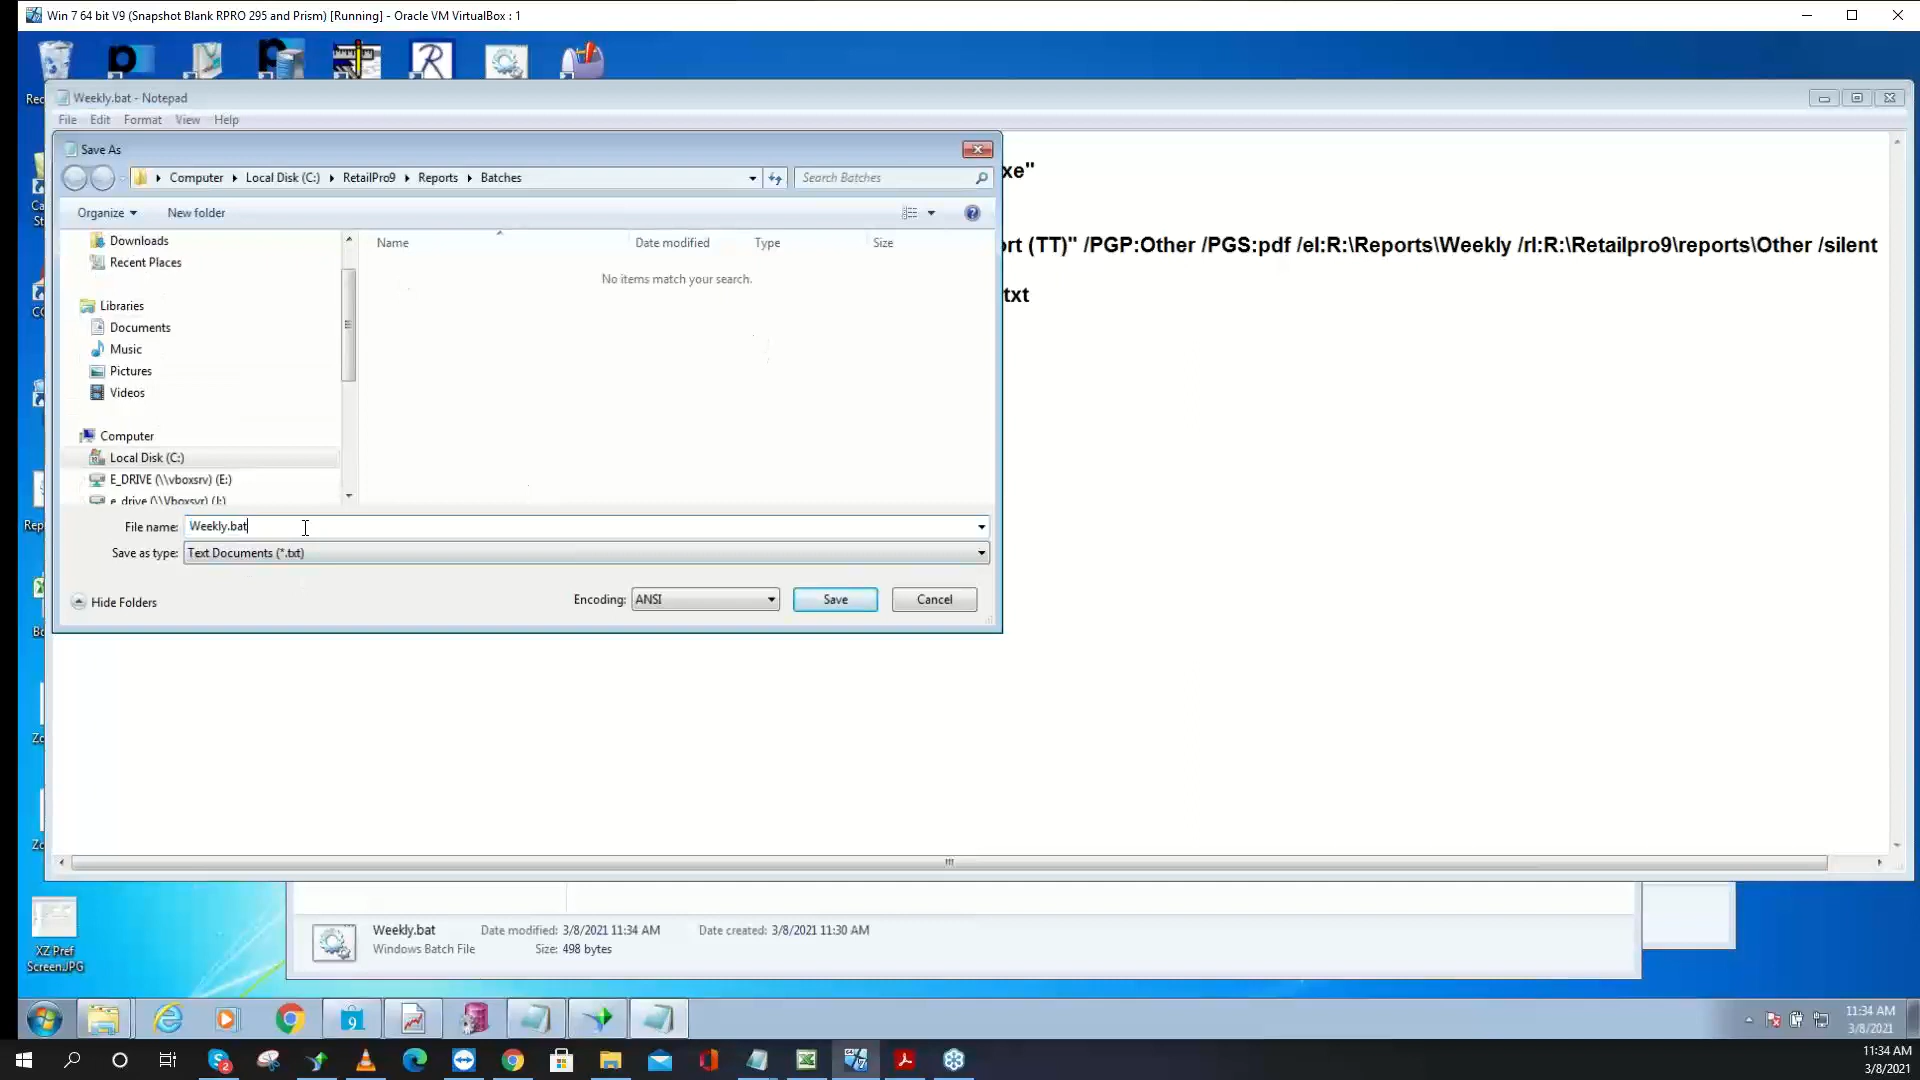 Win 7 64 bit V9 (Snapshot Blank RPRO 295 and Prism) [Running] - Oracle VM VirtualBox : 1
Weekly.bat - Notepad
File Edit Format View Help
Save As
Computer Local Disk (C:) RetailPro9 Reports Batches
Search Batches
xe"
Organize New folder
Name Date modified Type Size
Downloads
Recent Places
rt (TT)" /PGP:Other /PGS:pdf /el:R:\Reports\Weekly /rl:R:\Retailpro9\reports\Other /silent
No items match your search.
txt
Libraries
Documents
Music
Pictures
Videos
Computer
Local Disk (C:)
E_DRIVE (\\vboxsrv) (E:)
e_drive (\\Vboxsvr) (I:)
File name: Weekly.bat
Save as type: Text Documents (*.txt)
Hide Folders
Encoding: ANSI
Save Cancel
Weekly.bat Date modified: 3/8/2021 11:34 AM Date created: 3/8/2021 11:30 AM
Windows Batch File Size: 498 bytes
XZ Pref
Screen.JPG
11:34 AM
3/8/2021
11:34 AM
3/8/2021